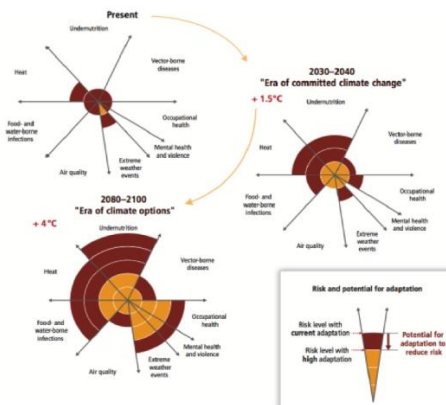 Present
Undernutrition
Vector-borne
diseases
Heat
Occupational
health
Food- and
water-borne
infections
Mental health
and violence
Air quality
Extreme
weather
events
2030–2040
"Era of committed climate change"
+ 1.5°C
Undernutrition
Vector-borne
diseases
Heat
Occupational
health
Food- and
water-borne
infections
Mental health
and violence
Air quality
Extreme
weather
events
2080–2100
"Era of climate options"
+ 4°C
Undernutrition
Vector-borne
diseases
Heat
Occupational
health
Food- and
water-borne
infections
Mental health
and violence
Air quality
Extreme
weather
events
Risk and potential for adaptation
Risk level with
current adaptation
Potential for
adaptation to
reduce risk
Risk level with
high adaptation